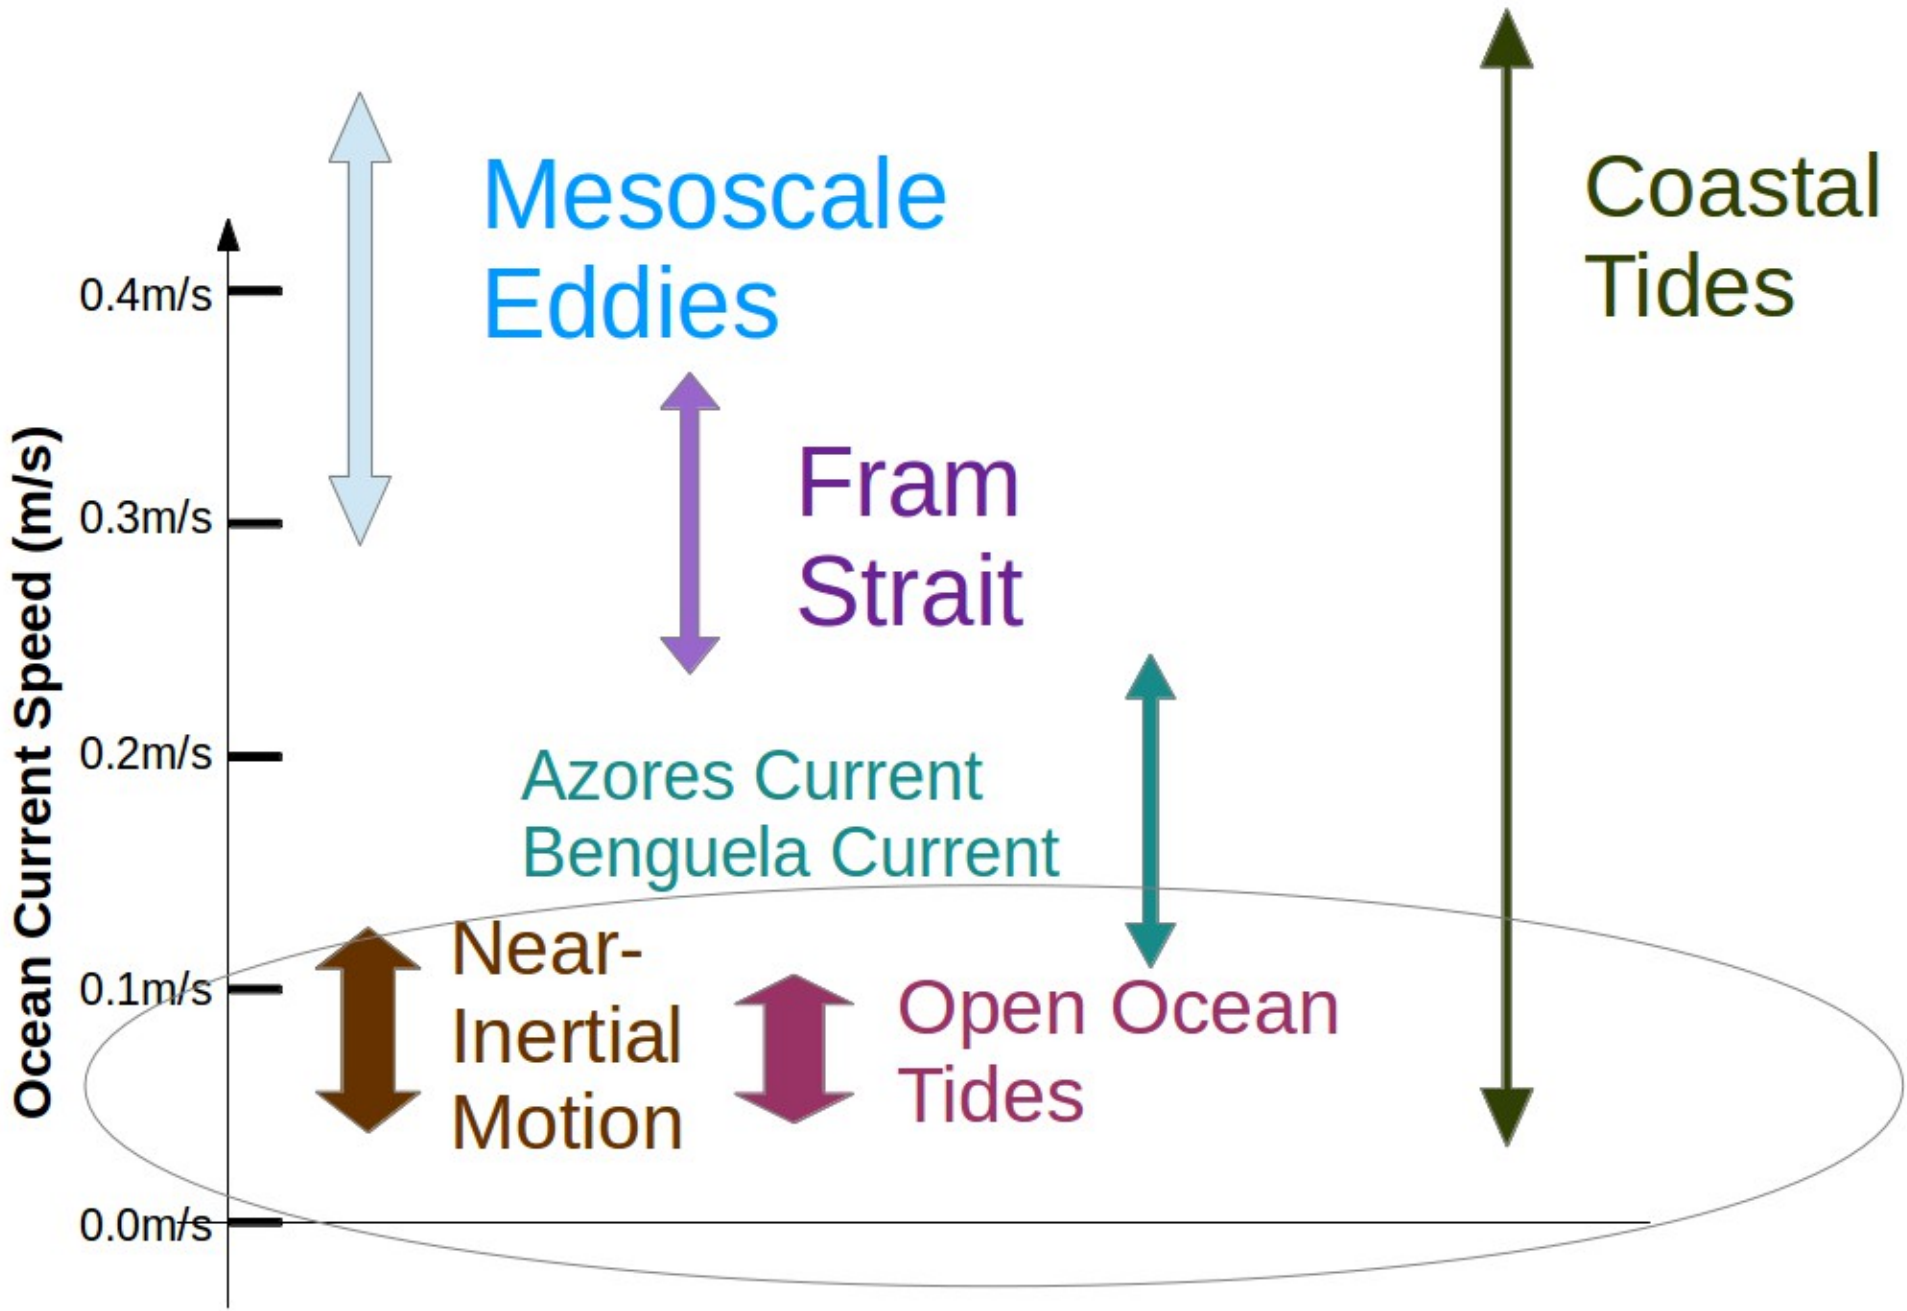 Ocean Current Speed (m/s)
0.4m/s
0.3m/s
0.2m/s
0.1m/s
0.0m/s
Mesoscale
Eddies
Fram
Strait
Coastal
Tides
Azores Current
Benguela Current
Near-
Inertial
Motion
Open Ocean
Tides